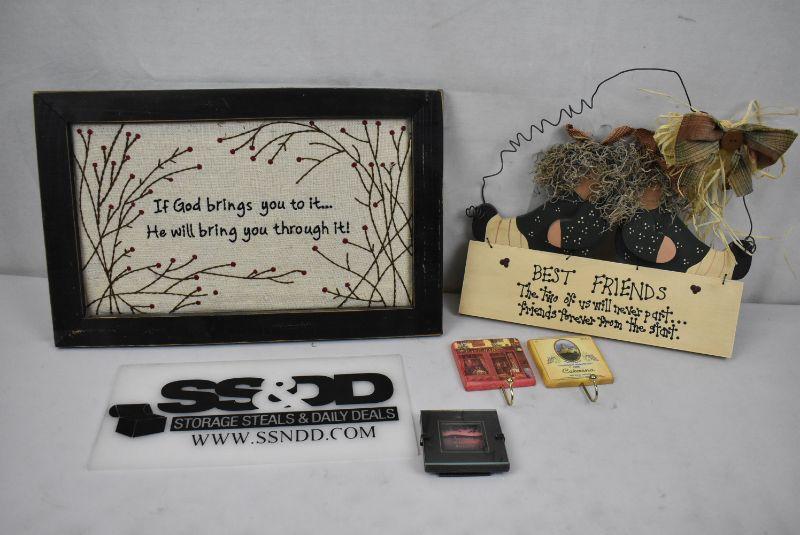 If God brings you to it...
He will bring you through it!
BEST FRIENDS
The two of us will never part...
friends forever from the start.
SS&DD
STORAGE STEALS & DAILY DEALS
WWW.SSNDD.COM